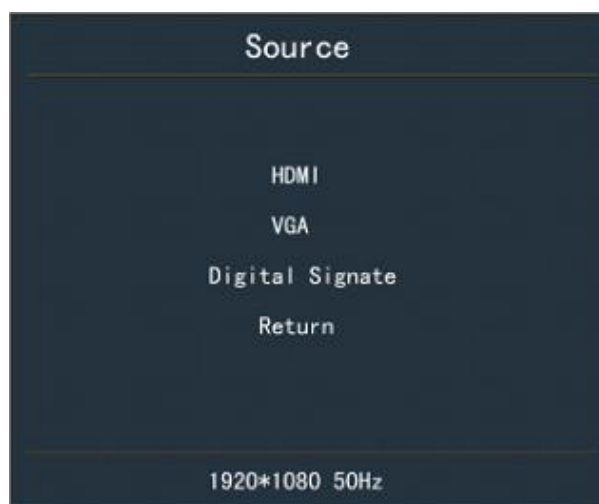 Source
HDMI
VGA
Digital Signate
Return
1920*1080 50Hz